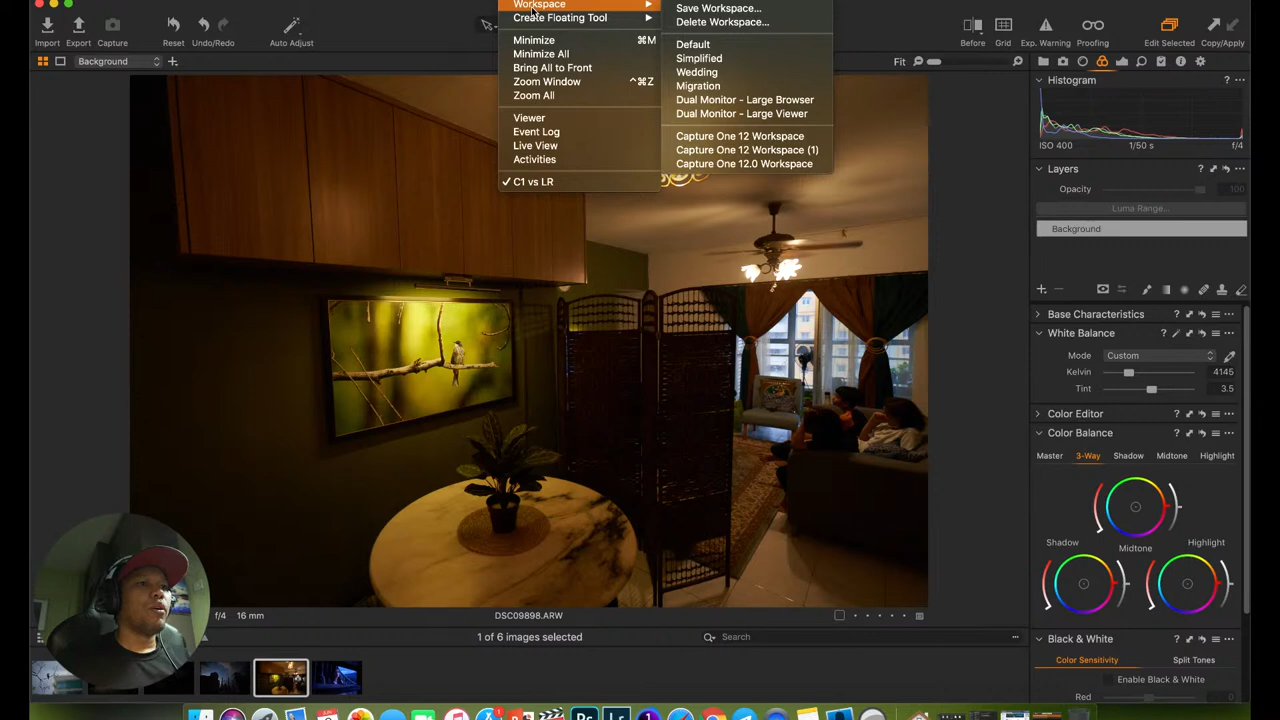 Workspace
Create Floating Tool
Minimize ⌘M
Minimize All
Bring All to Front
Zoom Window ^⌘Z
Zoom All
Viewer
Event Log
Live View
Activities
✓ C1 vs LR
Save Workspace...
Delete Workspace...
Default
Simplified
Wedding
Migration
Dual Monitor - Large Browser
Dual Monitor - Large Viewer
Capture One 12 Workspace
Capture One 12 Workspace (1)
Capture One 12.0 Workspace
Import Export Capture Reset Undo/Redo Auto Adjust
Before Grid Exp. Warning Proofing Edit Selected Copy/Apply
Background
Fit
Histogram
ISO 400 1/50 s f/4
Layers
Opacity 100
Luma Range...
Background
Base Characteristics
White Balance
Mode Custom
Kelvin 4145
Tint 3.5
Color Editor
Color Balance
Master 3-Way Shadow Midtone Highlight
Shadow Midtone Highlight
Black & White
Color Sensitivity Split Tones
Enable Black & White
Red 0
f/4 16 mm DSC09898.ARW
1 of 6 images selected
Search
Ps Lr